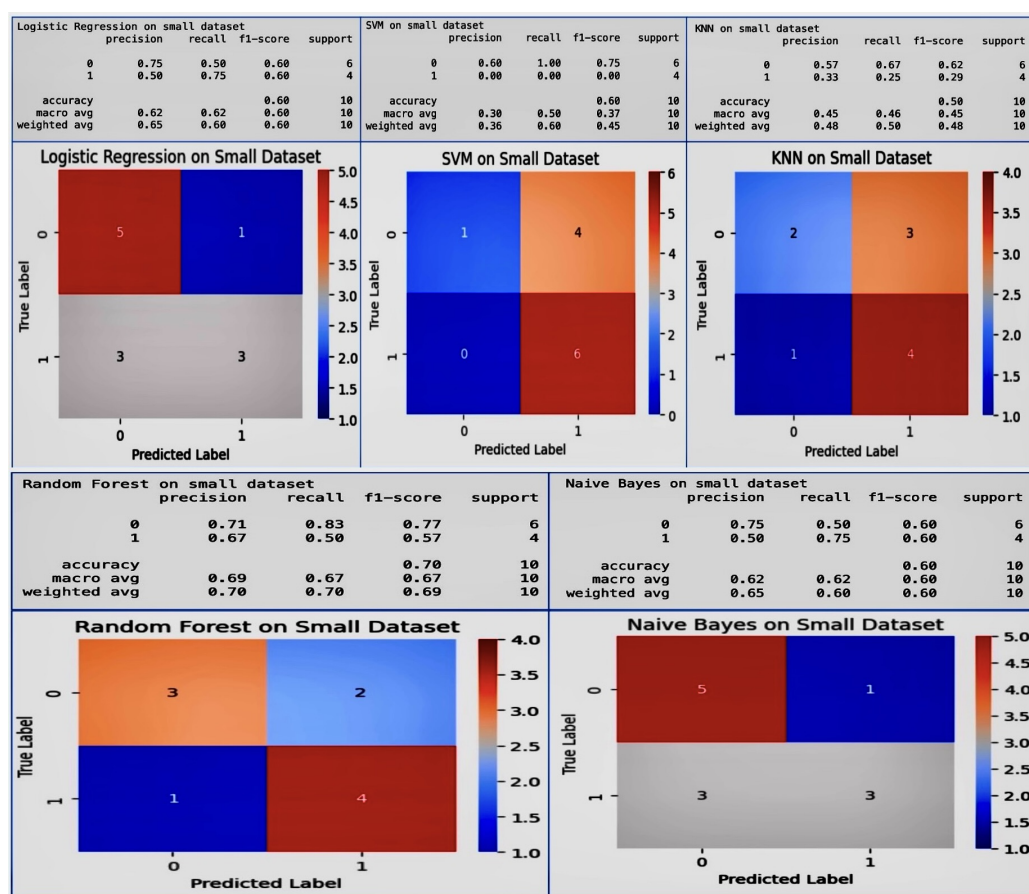 Logistic Regression on small dataset
precision recall f1-score support
0 0.75 0.50 0.60 6
1 0.50 0.75 0.60 4
accuracy 0.60 10
macro avg 0.62 0.62 0.60 10
weighted avg 0.65 0.60 0.60 10
SVM on small dataset
precision recall f1-score support
0 0.60 1.00 0.75 6
1 0.00 0.00 0.00 4
accuracy 0.60 10
macro avg 0.30 0.50 0.37 10
weighted avg 0.36 0.60 0.45 10
KNN on small dataset
precision recall f1-score support
0 0.57 0.67 0.62 6
1 0.33 0.25 0.29 4
accuracy 0.50 10
macro avg 0.45 0.46 0.45 10
weighted avg 0.48 0.50 0.48 10
Logistic Regression on Small Dataset
True Label
0 5 1
1 3 3
0 1
Predicted Label
5.0
4.5
4.0
3.5
3.0
2.5
2.0
1.5
1.0
SVM on Small Dataset
True Label
0 1 4
1 0 6
0 1
Predicted Label
6
5
4
3
2
1
0
KNN on Small Dataset
True Label
0 2 3
1 1 4
0 1
Predicted Label
4.0
3.5
3.0
2.5
2.0
1.5
1.0
Random Forest on small dataset
precision recall f1-score support
0 0.71 0.83 0.77 6
1 0.67 0.50 0.57 4
accuracy 0.70 10
macro avg 0.69 0.67 0.67 10
weighted avg 0.70 0.70 0.69 10
Naive Bayes on small dataset
precision recall f1-score support
0 0.75 0.50 0.60 6
1 0.50 0.75 0.60 4
accuracy 0.60 10
macro avg 0.62 0.62 0.60 10
weighted avg 0.65 0.60 0.60 10
Random Forest on Small Dataset
True Label
0 3 2
1 1 4
0 1
Predicted Label
4.0
3.5
3.0
2.5
2.0
1.5
1.0
Naive Bayes on Small Dataset
True Label
0 5 1
1 3 3
0 1
Predicted Label
5.0
4.5
4.0
3.5
3.0
2.5
2.0
1.5
1.0